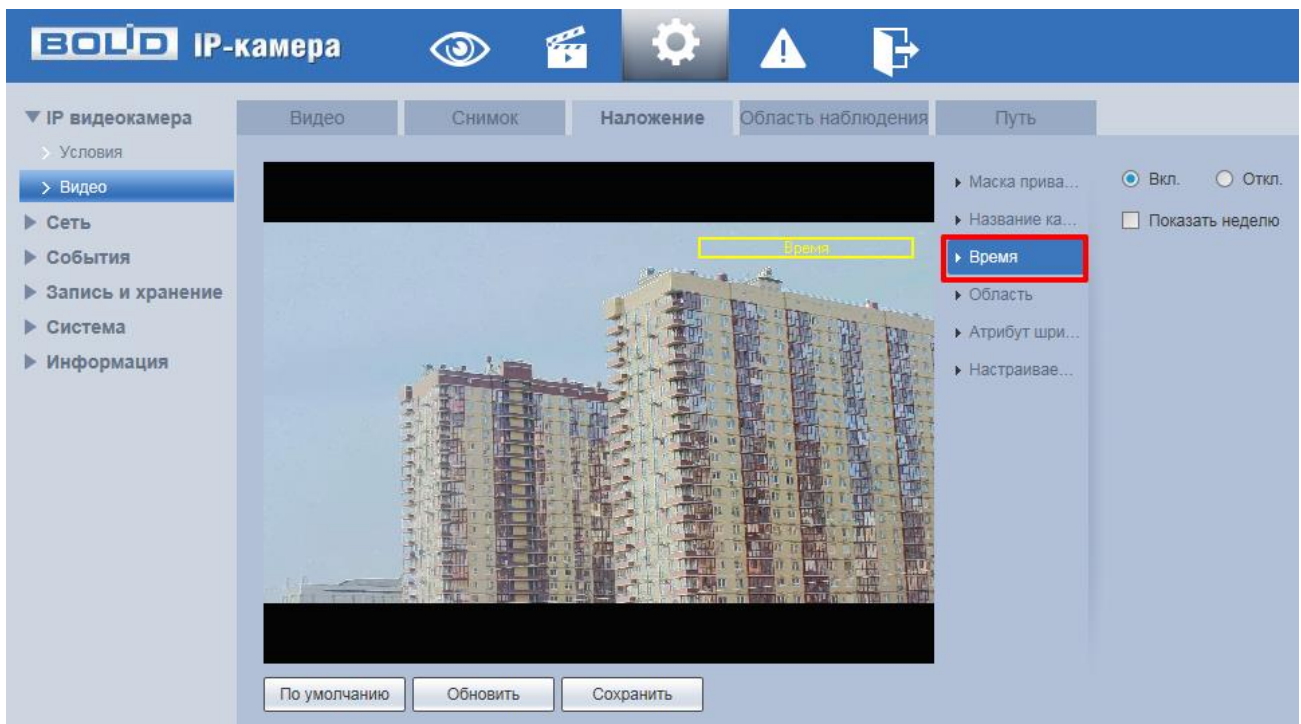 BOLID IP-камера
IP видеокамера
Условия
Видео
Сеть
События
Запись и хранение
Система
Информация
Видео
Снимок
Наложение
Область наблюдения
Путь
Время
Маска прива...
Название ка...
Время
Область
Атрибут шри...
Настраивае...
Вкл.
Откл.
Показать неделю
По умолчанию
Обновить
Сохранить